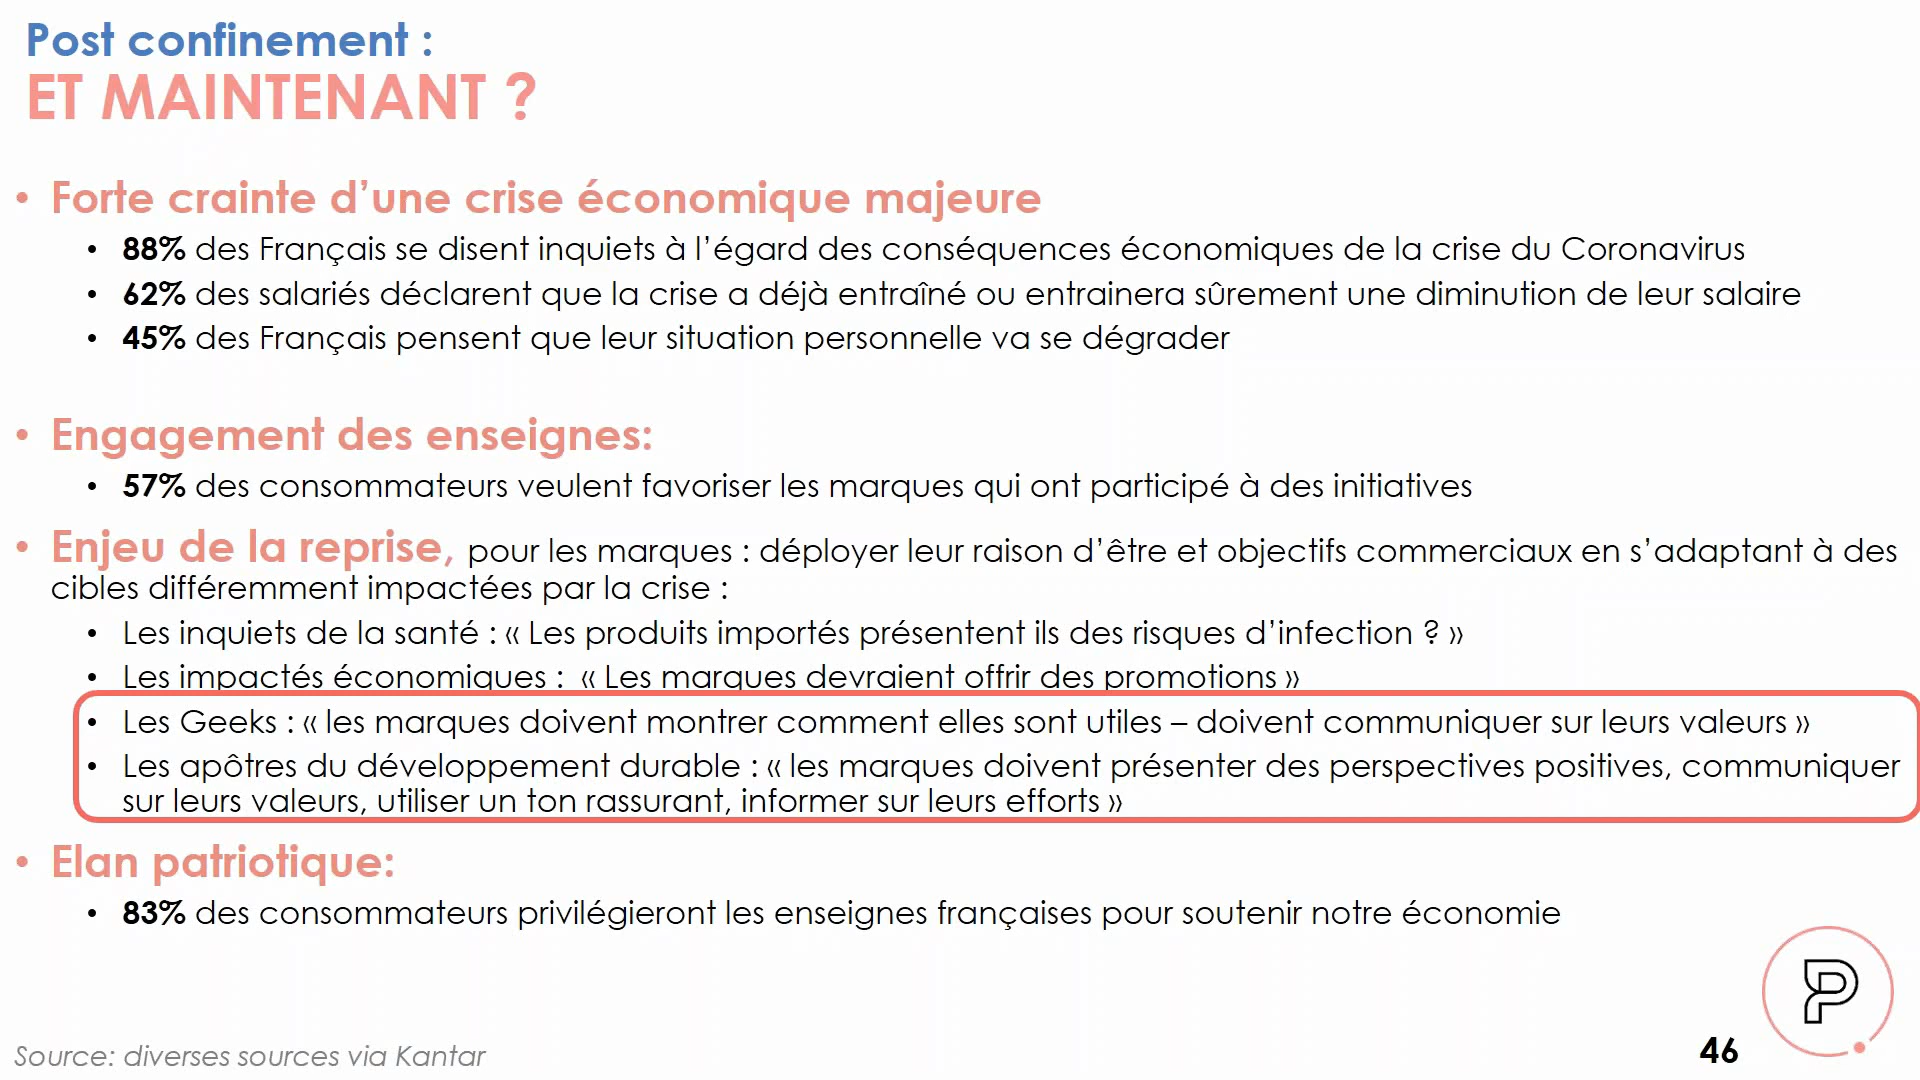 Post confinement :
ET MAINTENANT ?
• Forte crainte d’une crise économique majeure
• 88% des Français se disent inquiets à l’égard des conséquences économiques de la crise du Coronavirus
• 62% des salariés déclarent que la crise a déjà entraîné ou entrainera sûrement une diminution de leur salaire
• 45% des Français pensent que leur situation personnelle va se dégrader
• Engagement des enseignes:
• 57% des consommateurs veulent favoriser les marques qui ont participé à des initiatives
• Enjeu de la reprise, pour les marques : déployer leur raison d’être et objectifs commerciaux en s’adaptant à des
cibles différemment impactées par la crise :
• Les inquiets de la santé : « Les produits importés présentent ils des risques d’infection ? »
• Les impactés économiques : « Les marques devraient offrir des promotions »
• Les Geeks : « les marques doivent montrer comment elles sont utiles – doivent communiquer sur leurs valeurs »
• Les apôtres du développement durable : « les marques doivent présenter des perspectives positives, communiquer
sur leurs valeurs, utiliser un ton rassurant, informer sur leurs efforts »
• Elan patriotique:
• 83% des consommateurs privilégieront les enseignes françaises pour soutenir notre économie
P
Source: diverses sources via Kantar
46